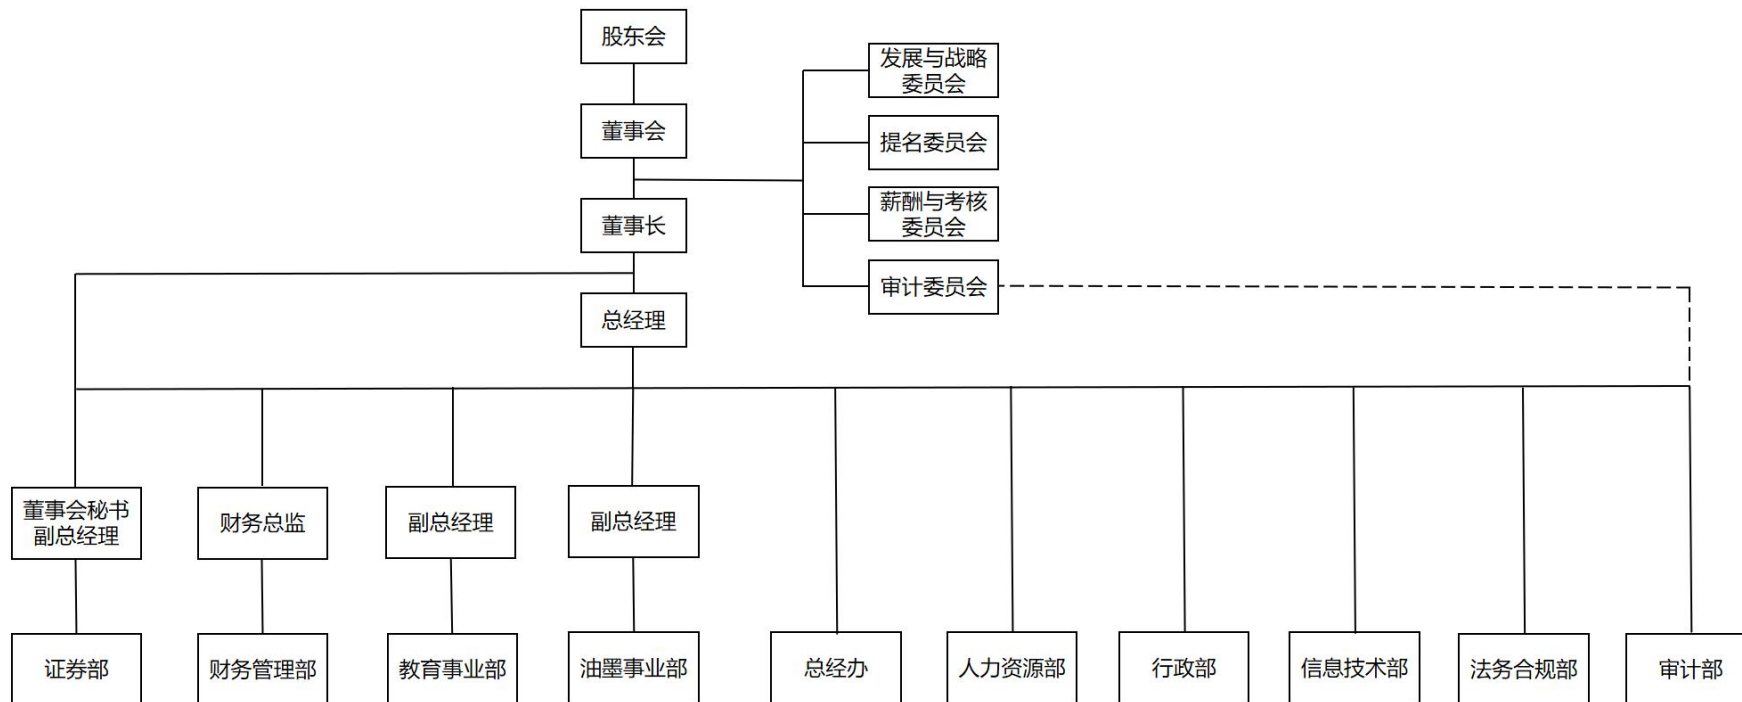 股东会
董事会
董事长
总经理
发展与战略
委员会
提名委员会
薪酬与考核
委员会
审计委员会
董事会秘书
副总经理
财务总监
副总经理
副总经理
证券部
财务管理部
教育事业部
油墨事业部
总经办
人力资源部
行政部
信息技术部
法务合规部
审计部